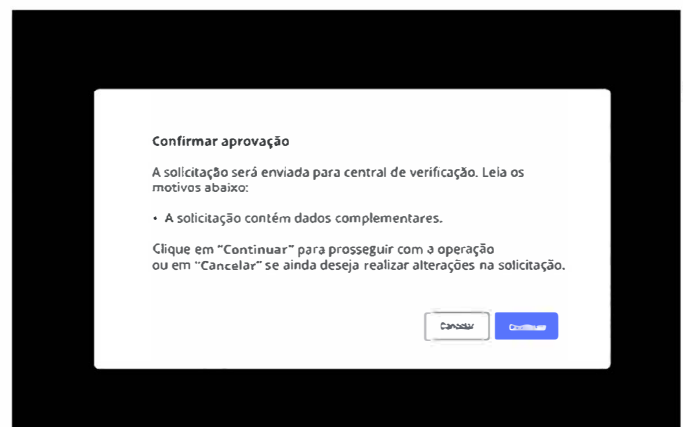 Confirmar aprovação
A solicitação será enviada para central de verificação. Leia os
motivos abaixo:
• A solicitação contém dados complementares.
Clique em "Continuar" para prosseguir com a operação
ou em "Cancelar" se ainda deseja realizar alterações na solicitação.
Cancelar
Continuar